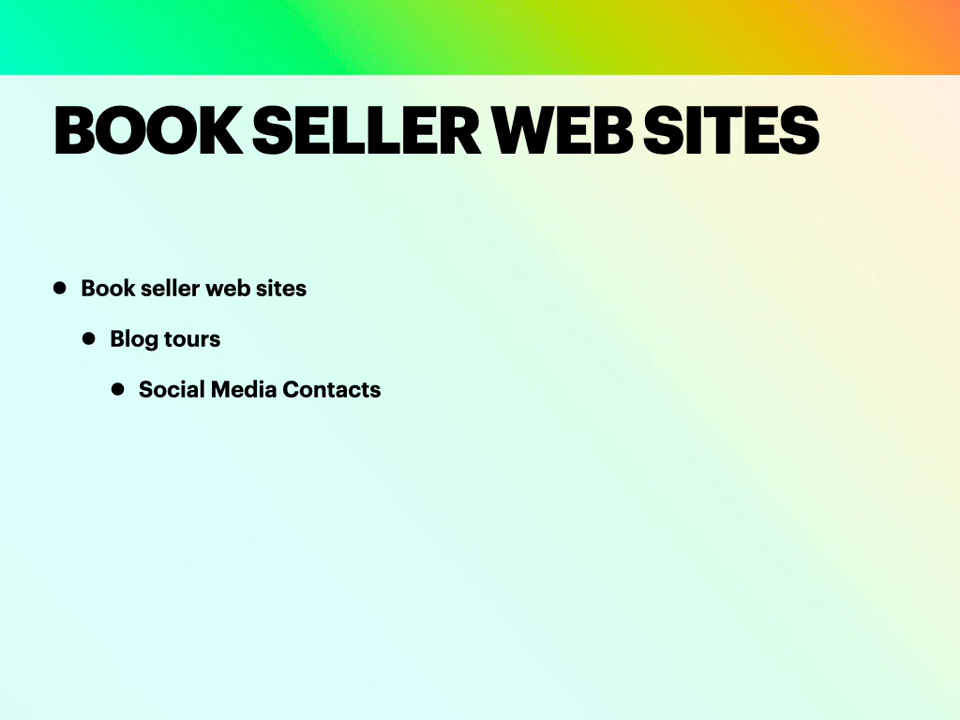 BOOK SELLER WEB SITES
Book seller web sites
Blog tours
Social Media Contacts